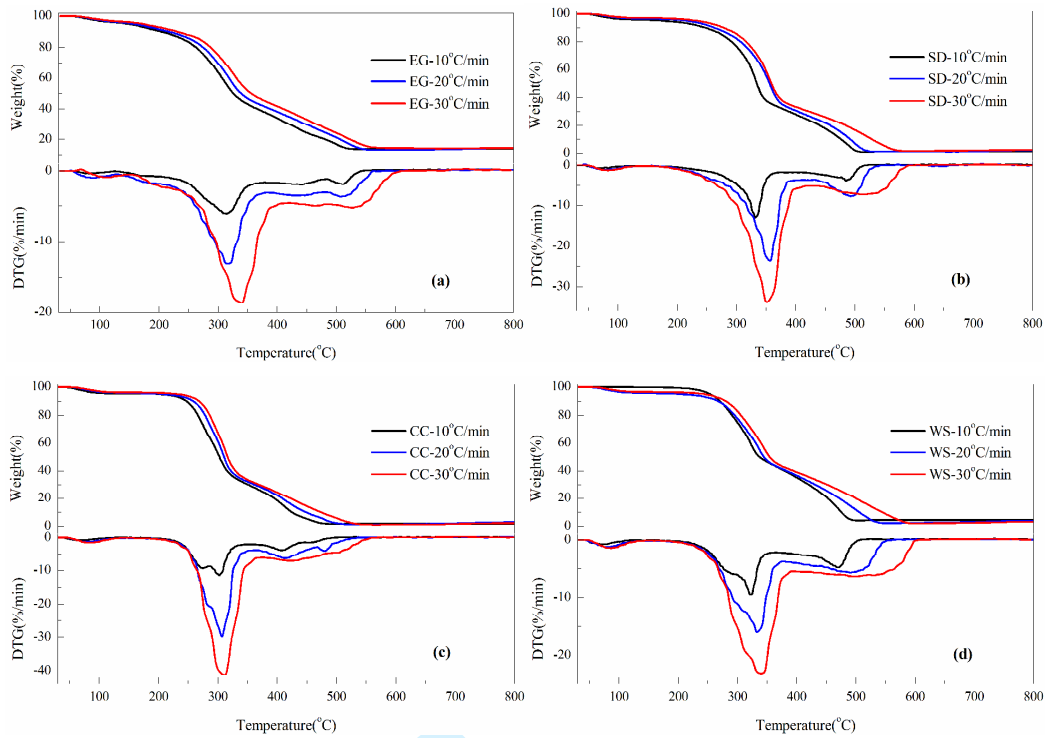 100
80
60
40
20
0
Weight(%)
EG-10°C/min
EG-20°C/min
EG-30°C/min
0
-10
-20
DTG(%/min)
(a)
100 200 300 400 500 600 700 800
Temperature(°C)
100
80
60
40
20
0
Weight(%)
SD-10°C/min
SD-20°C/min
SD-30°C/min
0
-10
-20
-30
DTG(%/min)
(b)
100 200 300 400 500 600 700 800
Temperature(°C)
100
80
60
40
20
0
Weight(%)
CC-10°C/min
CC-20°C/min
CC-30°C/min
0
-10
-20
-30
-40
DTG(%/min)
(c)
100 200 300 400 500 600 700 800
Temperature(°C)
100
80
60
40
20
0
Weight(%)
WS-10°C/min
WS-20°C/min
WS-30°C/min
0
-10
-20
DTG(%/min)
(d)
100 200 300 400 500 600 700 800
Temperature(°C)